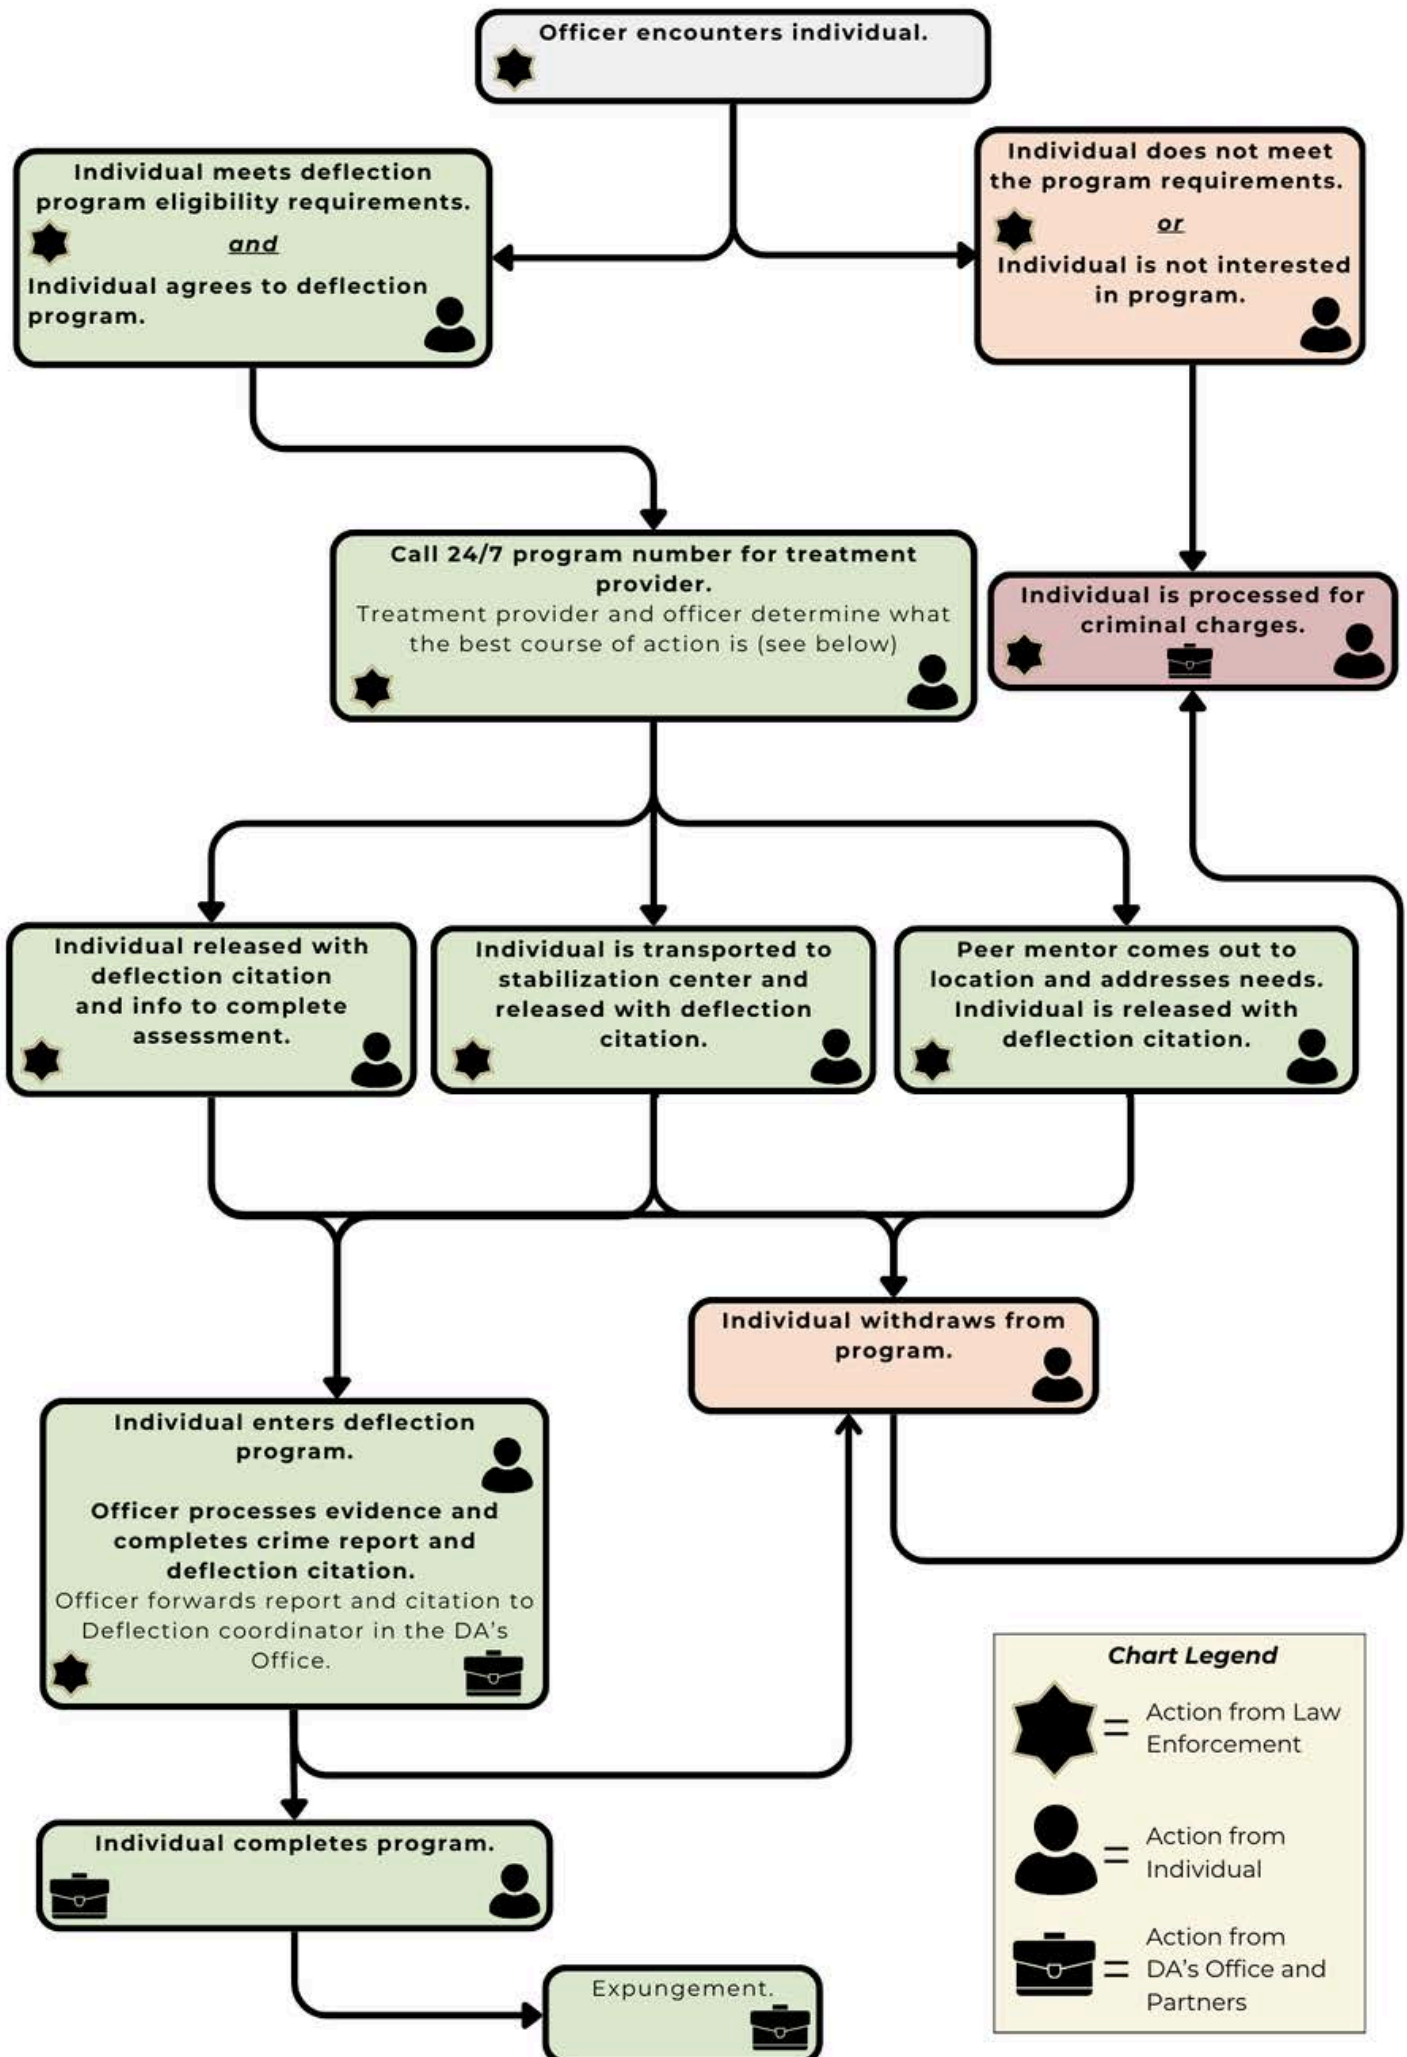 Officer encounters individual.
Individual meets deflection
program eligibility requirements.
and
Individual agrees to deflection
program.
Individual does not meet
the program requirements.
or
Individual is not interested
in program.
Call 24/7 program number for treatment
provider.
Treatment provider and officer determine what
the best course of action is (see below)
Individual is processed for
criminal charges.
Individual released with
deflection citation
and info to complete
assessment.
Individual is transported to
stabilization center and
released with deflection
citation.
Peer mentor comes out to
location and addresses needs.
Individual is released with
deflection citation.
Individual withdraws from
program.
Individual enters deflection
program.
Officer processes evidence and
completes crime report and
deflection citation.
Officer forwards report and citation to
Deflection coordinator in the DA's
Office.
Individual completes program.
Expungement.
Chart Legend
= Action from Law
Enforcement
= Action from
Individual
= Action from
DA's Office and
Partners